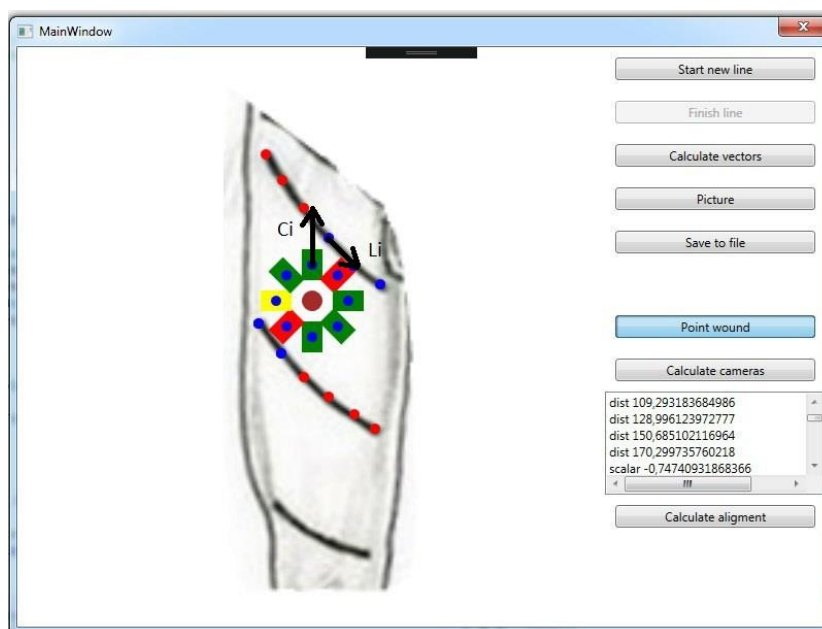 MainWindow
Start new line
Finish line
Calculate vectors
Picture
Save to file
Ci
Li
Point wound
Calculate cameras
dist 109,293183684986
dist 128,996123972777
dist 150,685102116964
dist 170,299735760218
scalar -0,74740931868366
Calculate aligment